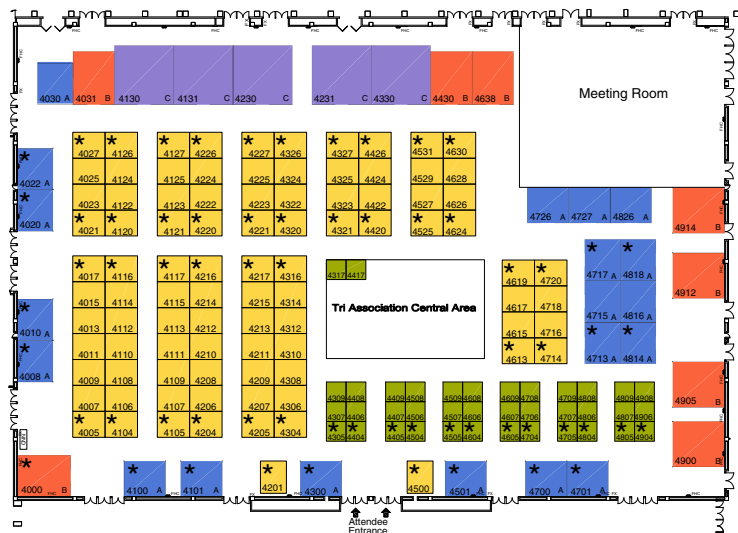 Meeting Room
4030 A 4031 B 4130 C 4131 C 4230 C 4231 C 4330 C 4430 B 4638 B
* 4027 * 4126 * 4127 * 4226 * 4227 * 4326 * 4327 * 4426 * 4531 * 4630
* 4022 A 4025 4124 4125 4224 4225 4324 4325 4424 4529 4628
4023 4122 4123 4222 4223 4322 4323 4422 4527 4626
* 4020 A * 4021 * 4120 * 4121 * 4220 * 4221 * 4320 * 4321 * 4420 * 4525 * 4624 4726 A 4727 A 4826 A 4914 B
* 4017 * 4116 * 4117 * 4216 * 4217 * 4316 4317 4417 * 4619 * 4720 * 4717 A * 4818 A 4912 B
4015 4114 4115 4214 4215 4314 4617 4718
Tri Association Central Area
* 4010 A 4013 4112 4113 4212 4213 4312 4615 4716 4715 A 4816 A
4011 4110 4111 4210 4211 4310 * 4613 * 4714 * 4713 A * 4814 A
* 4008 A 4009 4108 4109 4208 4209 4308
4309 4408 4409 4508 4509 4608 4609 4708 4709 4808 4809 4908 4905 B
4007 4106 4107 4206 4207 4306
4307 4406 4407 4506 4507 4606 4607 4706 4707 4806 4807 4906
* 4005 * 4104 * 4105 * 4204 * 4205 * 4304 * 4305 * 4404 * 4405 * 4504 * 4505 * 4604 * 4605 * 4704 * 4705 * 4804 * 4805 * 4904
* 4000 B * 4100 A * 4101 A * 4201 * 4300 A * 4500 * 4501 A * 4700 A * 4701 A 4900 B
Attendee
Entrance